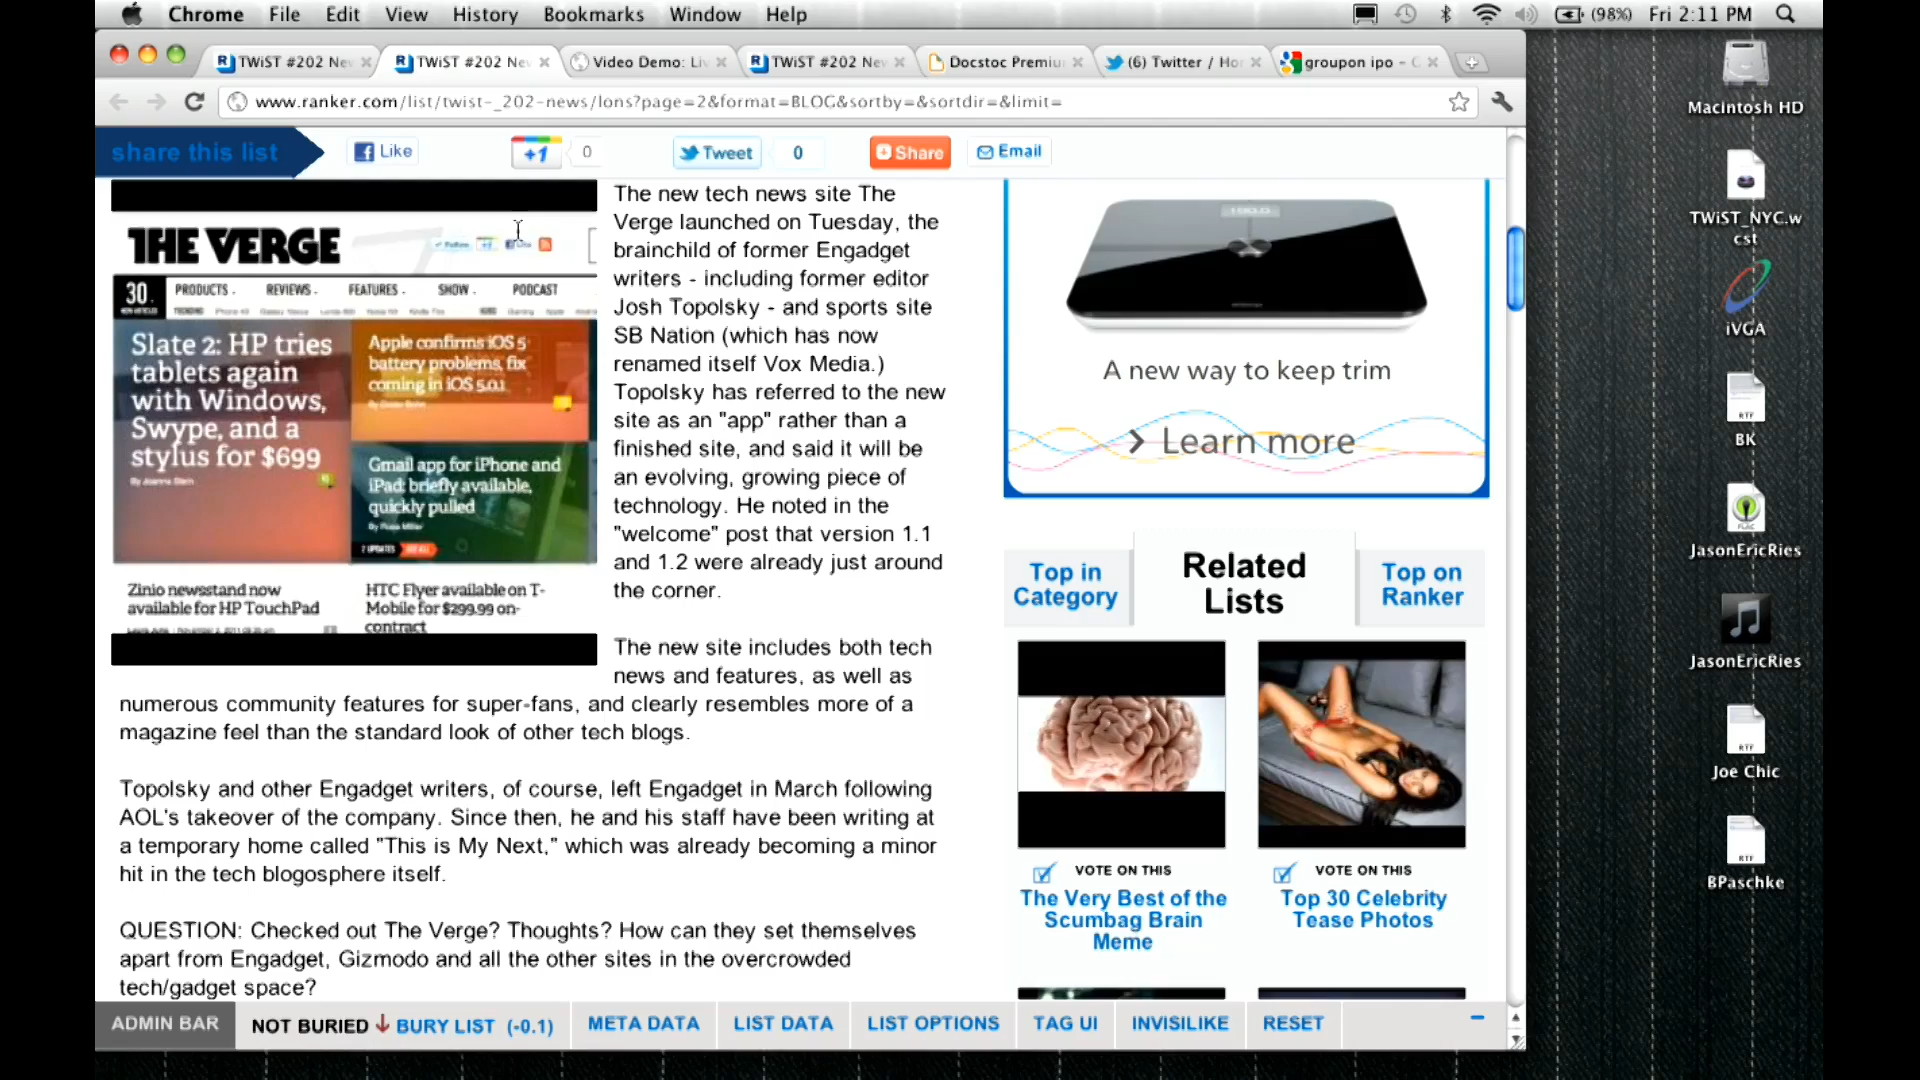 Chrome File Edit View History Bookmarks Window Help (98%) Fri 2:11 PM
TWiST #202 Nev TWiST #202 Nev Video Demo: Li TWiST #202 Nev Docstoc Premiu (6) Twitter / Ho groupon ipo -
www.ranker.com/list/twist-_202-news/lons?page=2&format=BLOG&sortby=&sortdir=&limit=
share this list Like +1 0 Tweet 0 Share Email
THE VERGE
30 PRODUCTS REVIEWS FEATURES SHOW PODCAST
TRENDING
Slate 2: HP tries
tablets again
with Windows,
Swype, and a
stylus for $699
By Joanna Stern
Apple confirms iOS 5
battery problems, fix
coming in iOS 5.0.1
Gmail app for iPhone and
iPad: briefly available,
quickly pulled
By Ross Miller
2 UPDATES SEE ALL
Zinio newsstand now
available for HP TouchPad
HTC Flyer available on T-
Mobile for $299.99 on-
contract
The new tech news site The
Verge launched on Tuesday, the
brainchild of former Engadget
writers - including former editor
Josh Topolsky - and sports site
SB Nation (which has now
renamed itself Vox Media.)
Topolsky has referred to the new
site as an "app" rather than a
finished site, and said it will be
an evolving, growing piece of
technology. He noted in the
"welcome" post that version 1.1
and 1.2 were already just around
the corner.
The new site includes both tech
news and features, as well as
numerous community features for super-fans, and clearly resembles more of a
magazine feel than the standard look of other tech blogs.
Topolsky and other Engadget writers, of course, left Engadget in March following
AOL's takeover of the company. Since then, he and his staff have been writing at
a temporary home called "This is My Next," which was already becoming a minor
hit in the tech blogosphere itself.
QUESTION: Checked out The Verge? Thoughts? How can they set themselves
apart from Engadget, Gizmodo and all the other sites in the overcrowded
tech/gadget space?
A new way to keep trim
Learn more
Top in
Category
Related
Lists
Top on
Ranker
VOTE ON THIS
The Very Best of the
Scumbag Brain
Meme
VOTE ON THIS
Top 30 Celebrity
Tease Photos
ADMIN BAR NOT BURIED BURY LIST (-0.1) META DATA LIST DATA LIST OPTIONS TAG UI INVISILIKE RESET
Macintosh HD
TWiST_NYC.w
cst
iVGA
RTF
BK
FLAC
JasonEricRies
JasonEricRies
RTF
Joe Chic
RTF
BPaschke